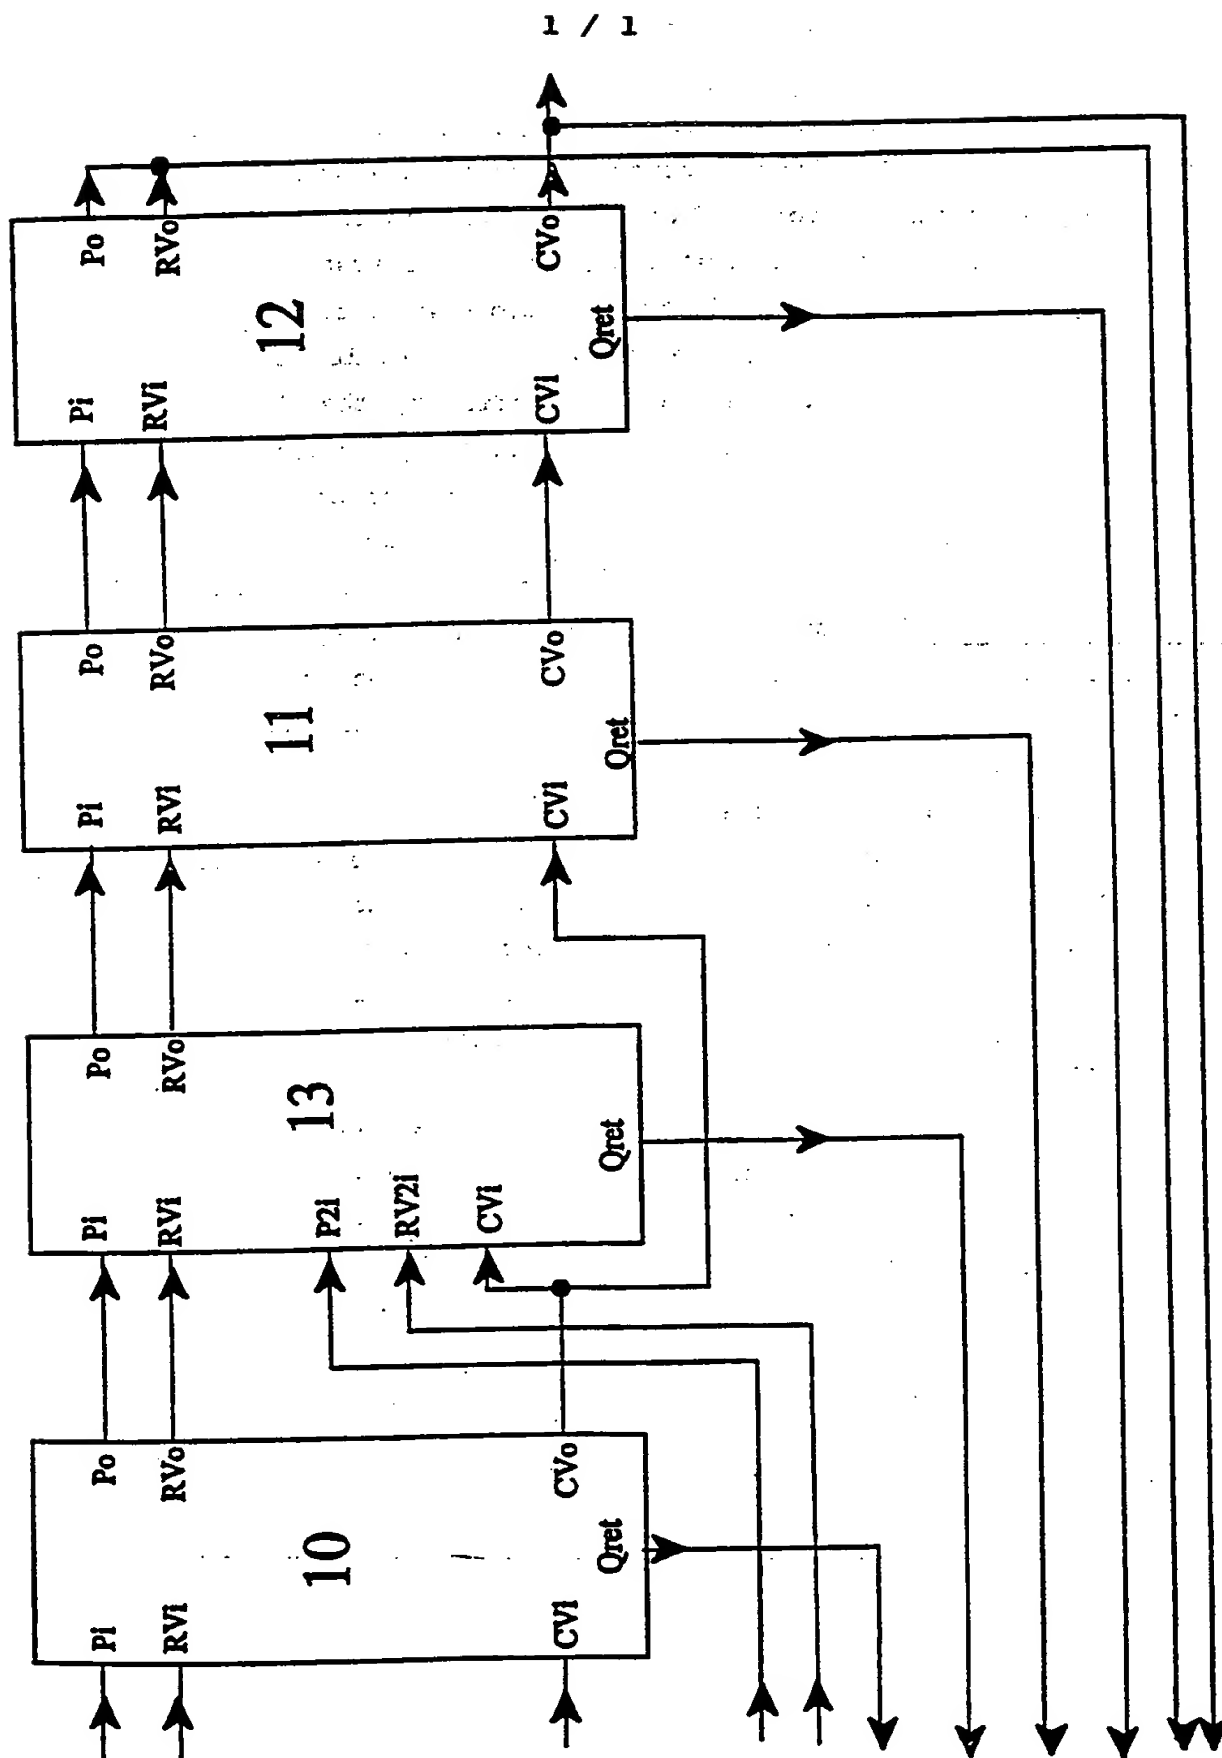 1 / 1
Po
RVo
CVo
12
Qret
Pi
RVi
CVi
Po
RVo
CVo
11
Qret
Pi
RVi
CVi
Po
RVo
13
Qret
Pi
RVi
P2i
RV2i
CVi
Po
RVo
CVo
10
Qret
Pi
RVi
CVi